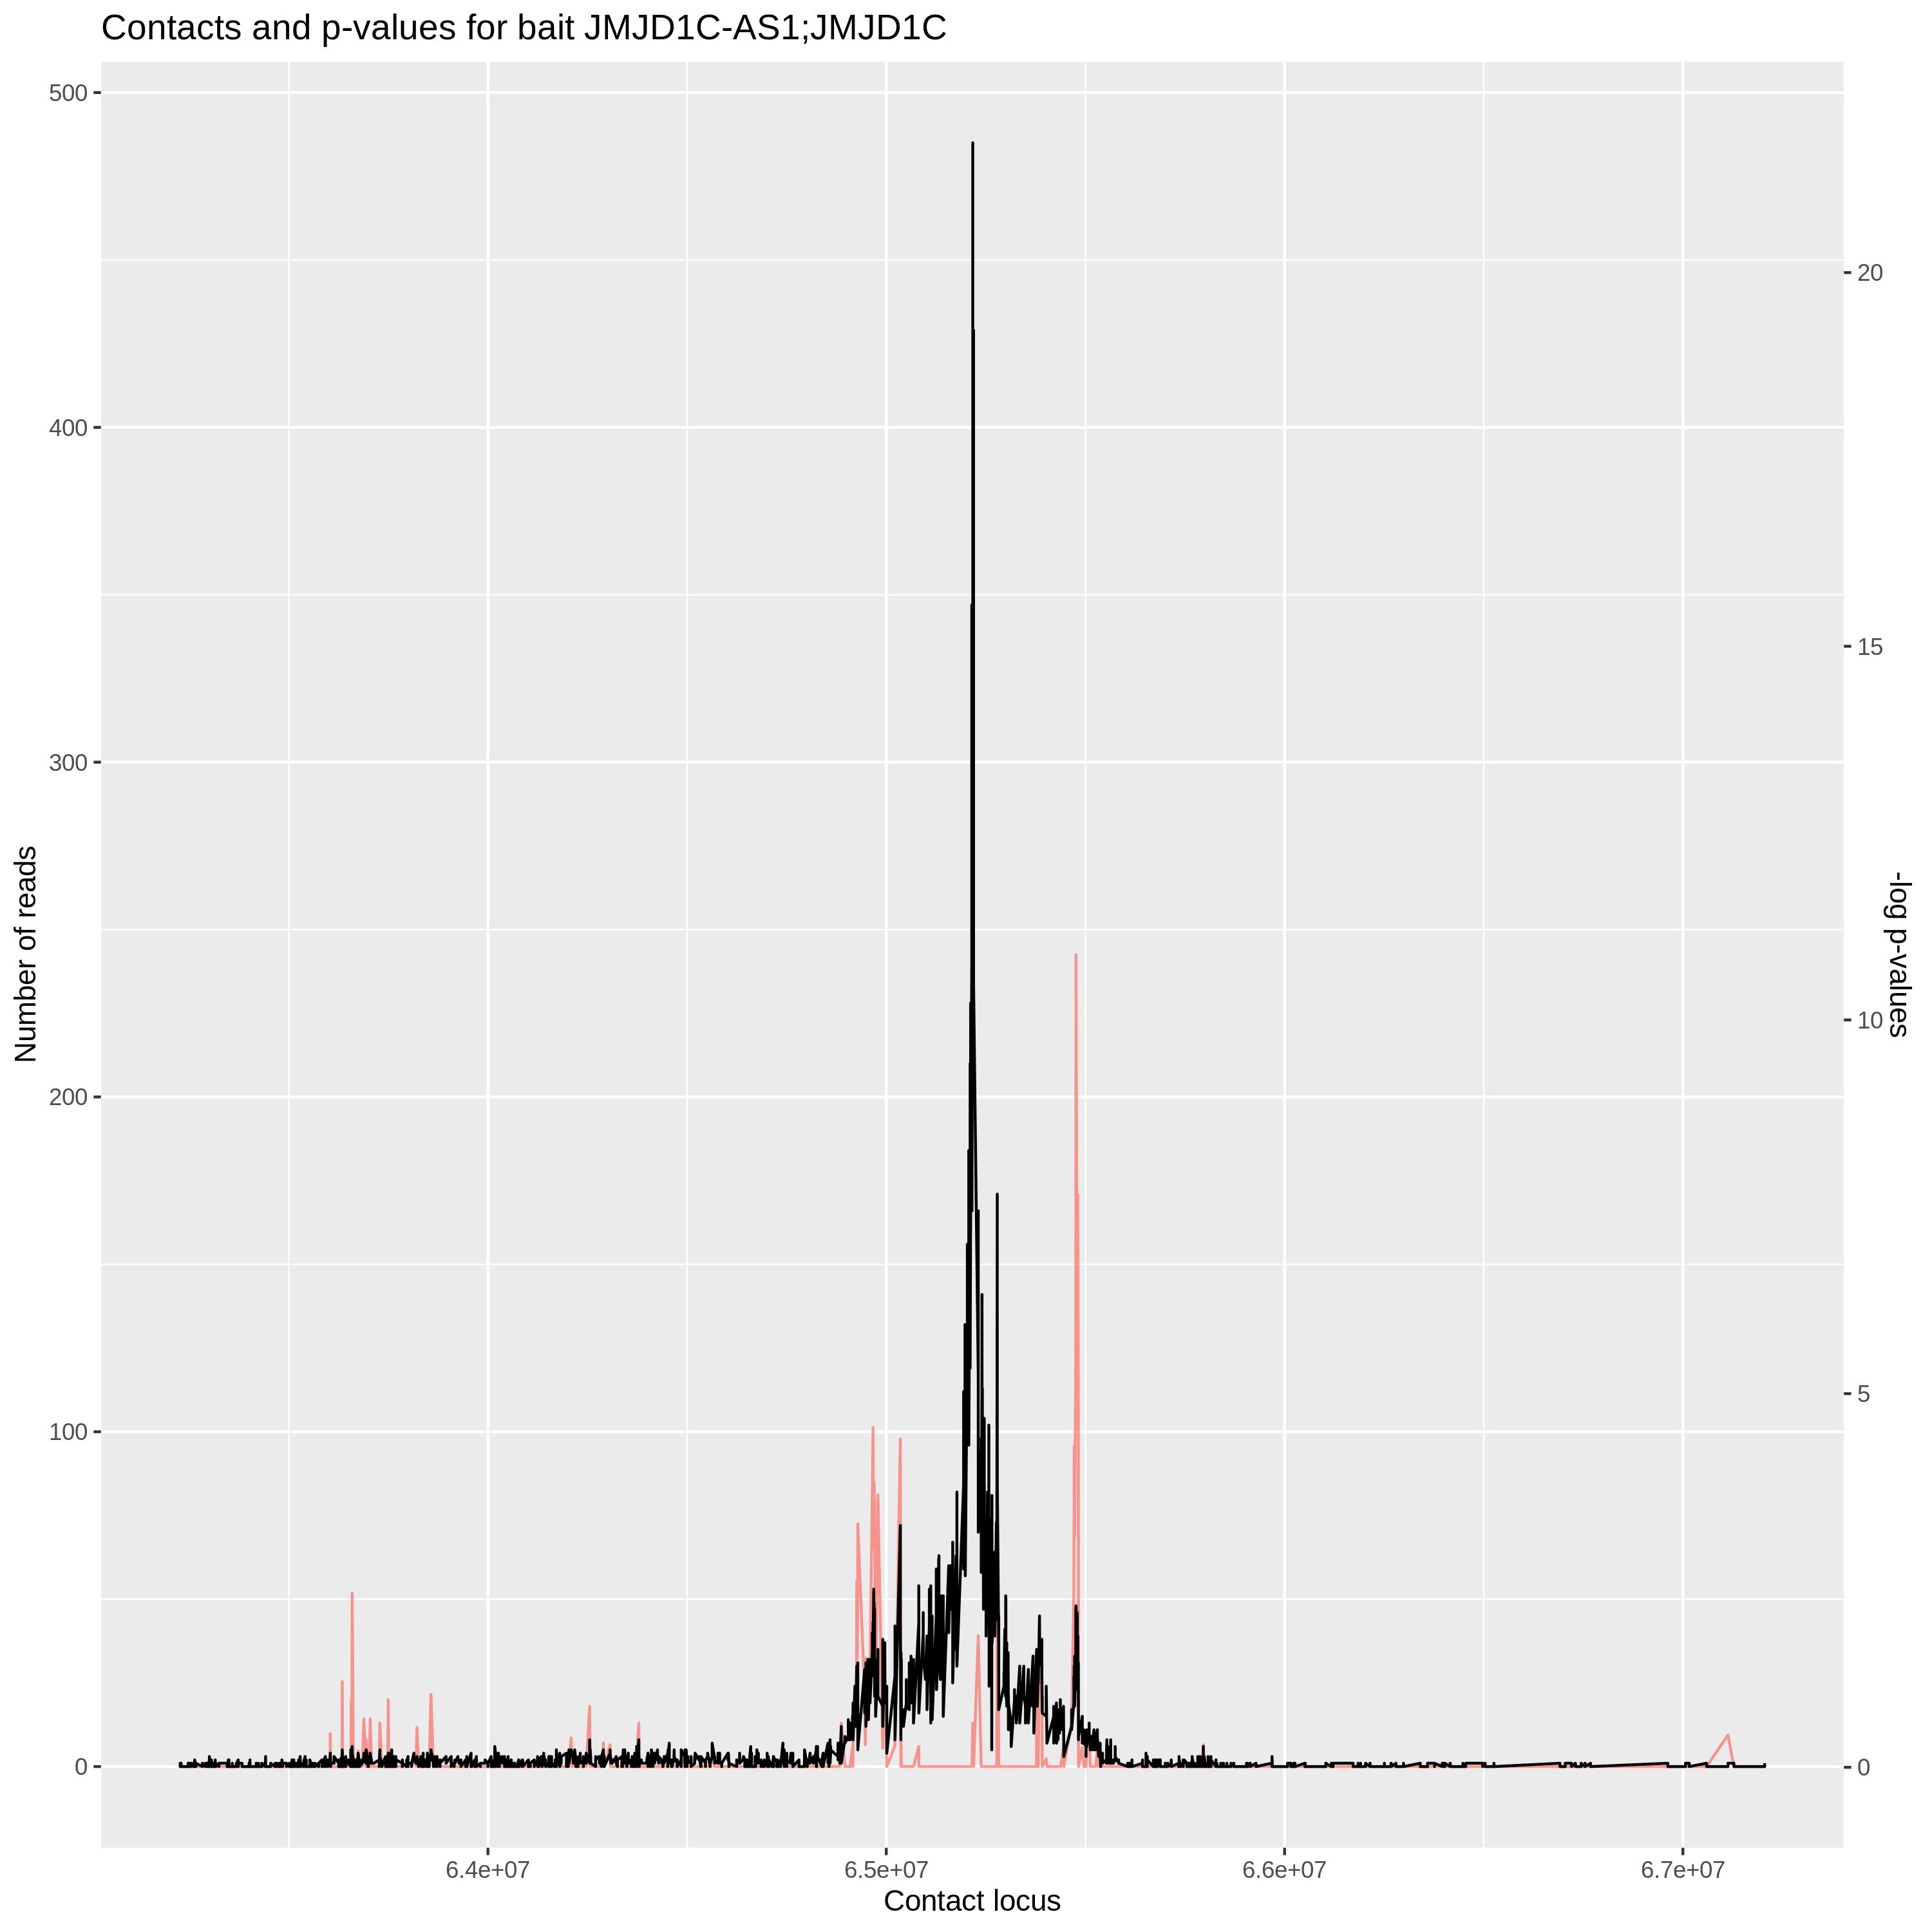 Contacts and p-values for bait JMJD1C-AS1;JMJD1C
500
400
300
200
100
0
Number of reads
20
15
10
5
0
-log p-values
6.4e+07
6.5e+07
6.6e+07
6.7e+07
Contact locus